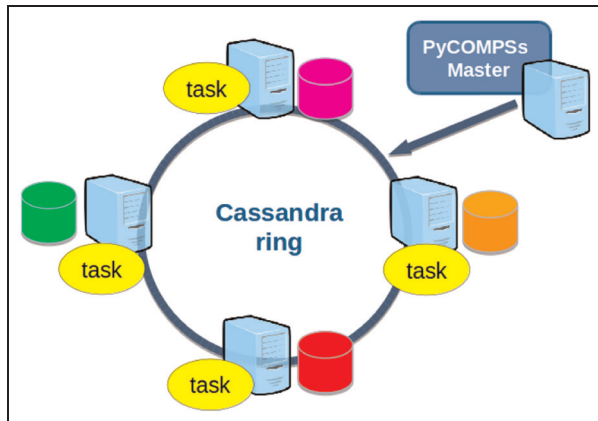 PyCOMPSs
Master
task
Cassandra
ring
task
task
task